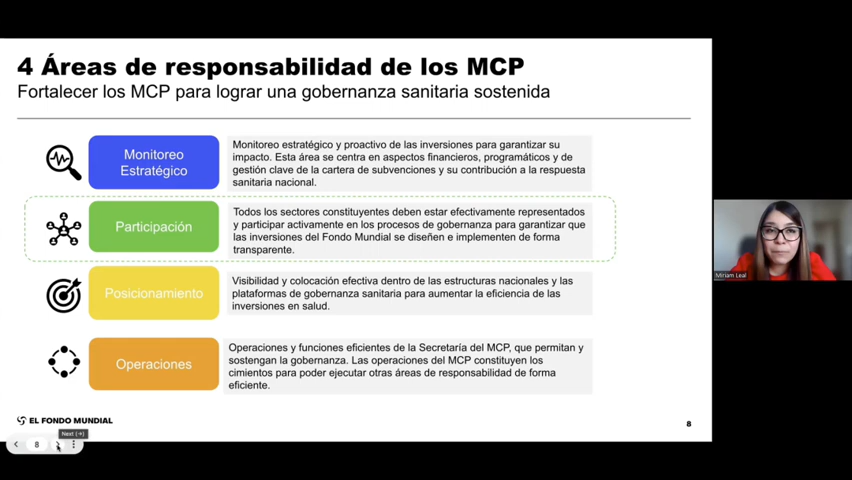 4 Áreas de responsabilidad de los MCP
Fortalecer los MCP para lograr una gobernanza sanitaria sostenida
Monitoreo
Estratégico
Monitoreo estratégico y proactivo de las inversiones para garantizar su
impacto. Esta área se centra en aspectos financieros, programáticos y de
gestión clave de la cartera de subvenciones y su contribución a la respuesta
sanitaria nacional.
Participación
Todos los sectores constituyentes deben estar efectivamente representados
y participar activamente en los procesos de gobernanza para garantizar que
las inversiones del Fondo Mundial se diseñen e implementen de forma
transparente.
Posicionamiento
Visibilidad y colocación efectiva dentro de las estructuras nacionales y las
plataformas de gobernanza sanitaria para aumentar la eficiencia de las
inversiones en salud.
Operaciones
Operaciones y funciones eficientes de la Secretaría del MCP, que permitan y
sostengan la gobernanza. Las operaciones del MCP constituyen los
cimientos para poder ejecutar otras áreas de responsabilidad de forma
eficiente.
EL FONDO MUNDIAL
8
Next (→)
8
Miriam Leal